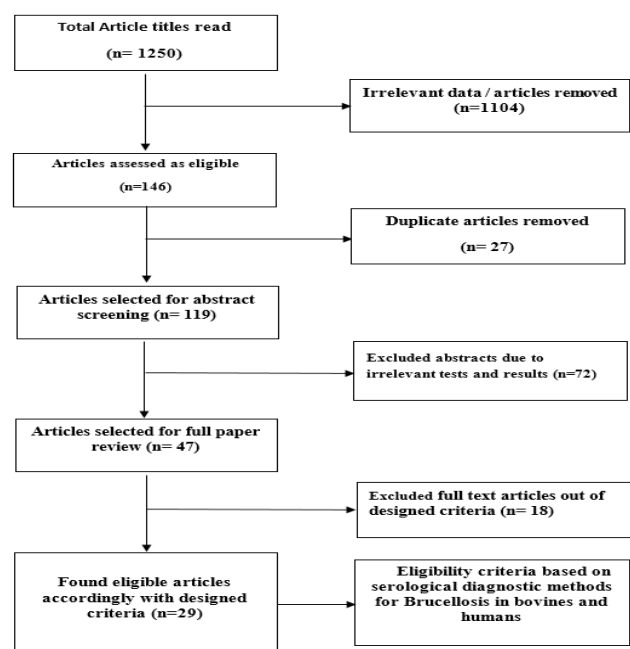 Total Article titles read
(n= 1250)
Irrelevant data / articles removed
(n=1104)
Articles assessed as eligible
(n=146)
Duplicate articles removed
(n= 27)
Articles selected for abstract
screening (n= 119)
Excluded abstracts due to
irrelevant tests and results (n=72)
Articles selected for full paper
review (n= 47)
Excluded full text articles out of
designed criteria (n= 18)
Found eligible articles
accordingly with designed
criteria (n=29)
Eligibility criteria based on
serological diagnostic methods
for Brucellosis in bovines and
humans